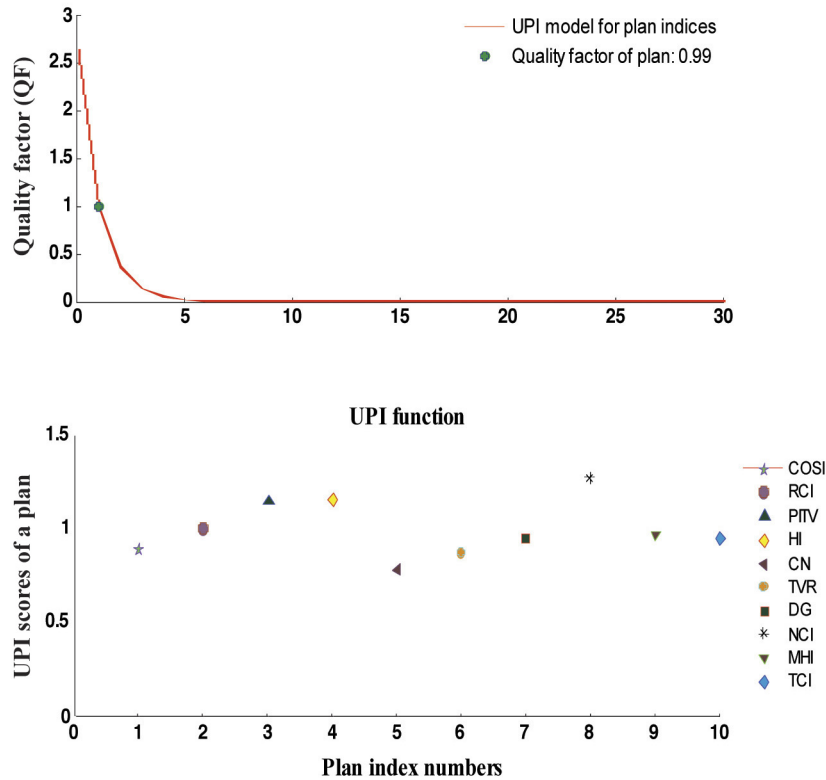 3
2.5
2
1.5
1
0.5
0
Quality factor (QF)
UPI model for plan indices
Quality factor of plan: 0.99
0 5 10 15 20 25 30
UPI function
1.5
1
0.5
0
UPI scores of a plan
COSI
RCI
PITV
HI
CN
TVR
DG
NCI
MHI
TCI
0 1 2 3 4 5 6 7 8 9 10
Plan index numbers